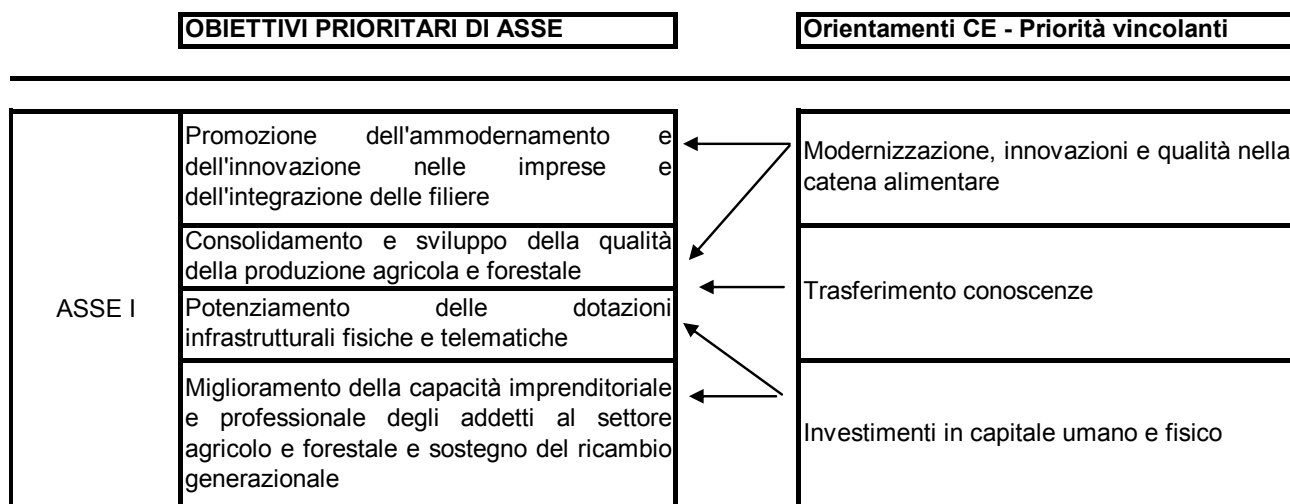 OBIETTIVI PRIORITARI DI ASSE
Orientamenti CE - Priorità vincolanti
ASSE I
Promozione dell'ammodernamento e
dell'innovazione nelle imprese e
dell'integrazione delle filiere
Consolidamento e sviluppo della qualità
della produzione agricola e forestale
Potenziamento delle dotazioni
infrastrutturali fisiche e telematiche
Miglioramento della capacità imprenditoriale
e professionale degli addetti al settore
agricolo e forestale e sostegno del ricambio
generazionale
Modernizzazione, innovazioni e qualità nella
catena alimentare
Trasferimento conoscenze
Investimenti in capitale umano e fisico